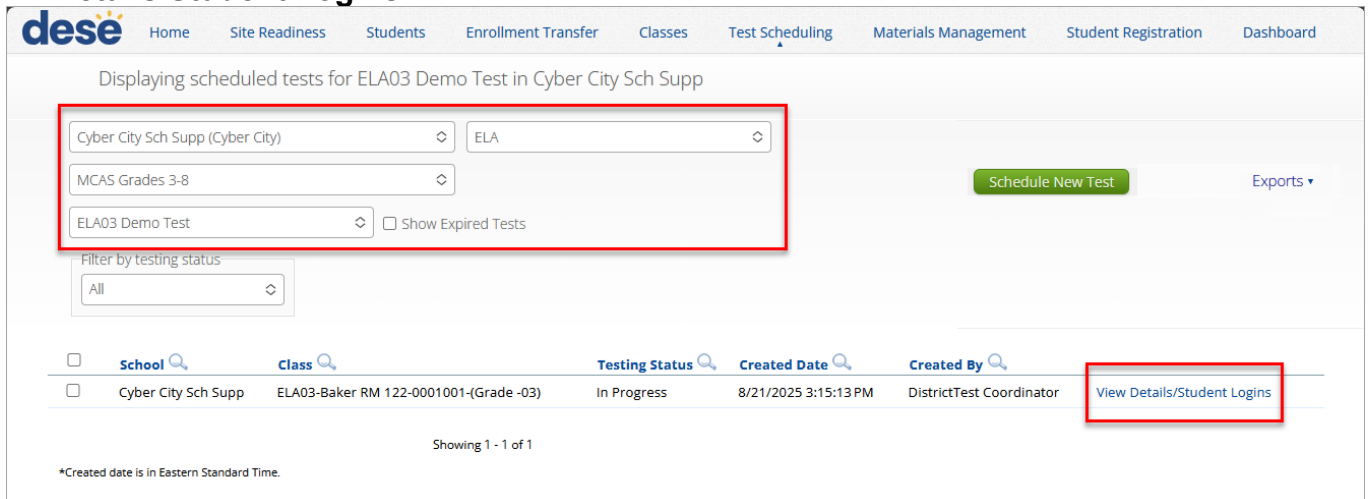 dese Home Site Readiness Students Enrollment Transfer Classes Test Scheduling Materials Management Student Registration Dashboard
Displaying scheduled tests for ELA03 Demo Test in Cyber City Sch Supp
Cyber City Sch Supp (Cyber City) ELA
MCAS Grades 3-8 Schedule New Test Exports
ELA03 Demo Test Show Expired Tests
Filter by testing status
All
School Class Testing Status Created Date Created By
Cyber City Sch Supp ELA03-Baker RM 122-0001001-(Grade -03) In Progress 8/21/2025 3:15:13 PM DistrictTest Coordinator View Details/Student Logins
Showing 1 - 1 of 1
*Created date is in Eastern Standard Time.